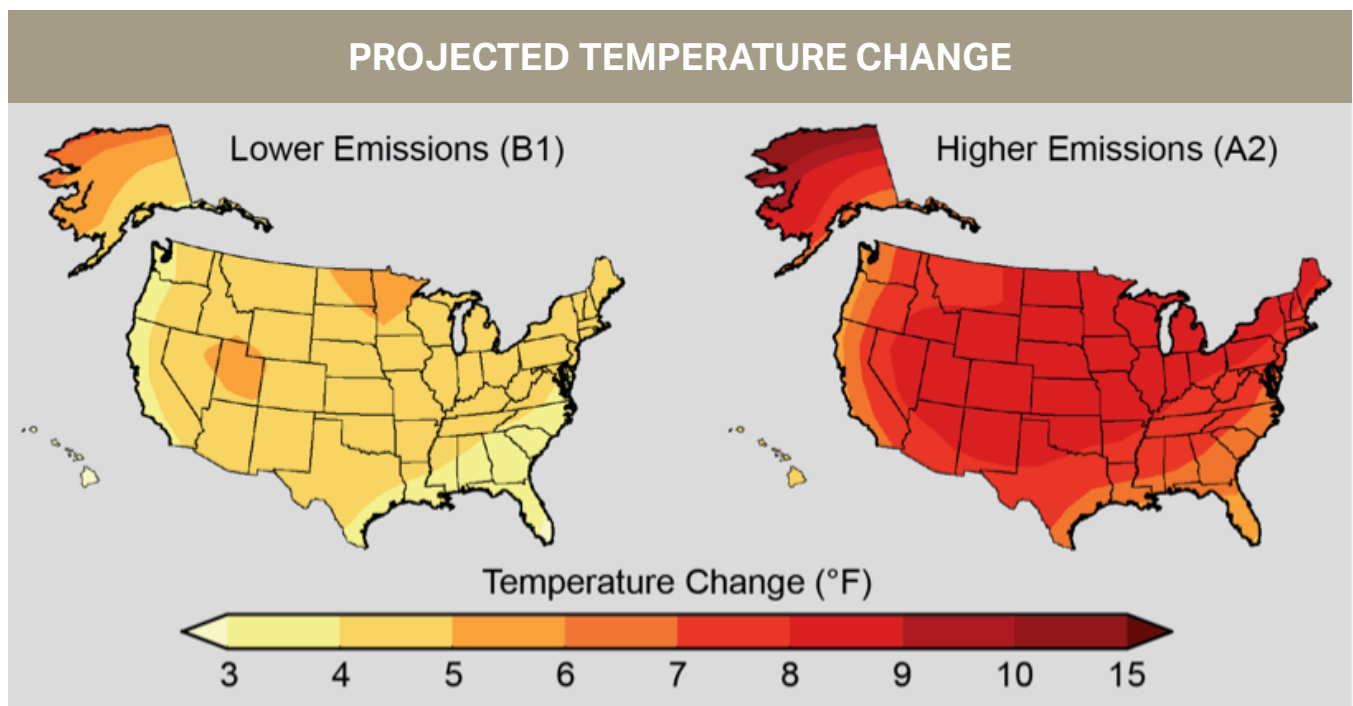 PROJECTED TEMPERATURE CHANGE
Lower Emissions (B1)
Higher Emissions (A2)
Temperature Change (°F)
3 4 5 6 7 8 9 10 15